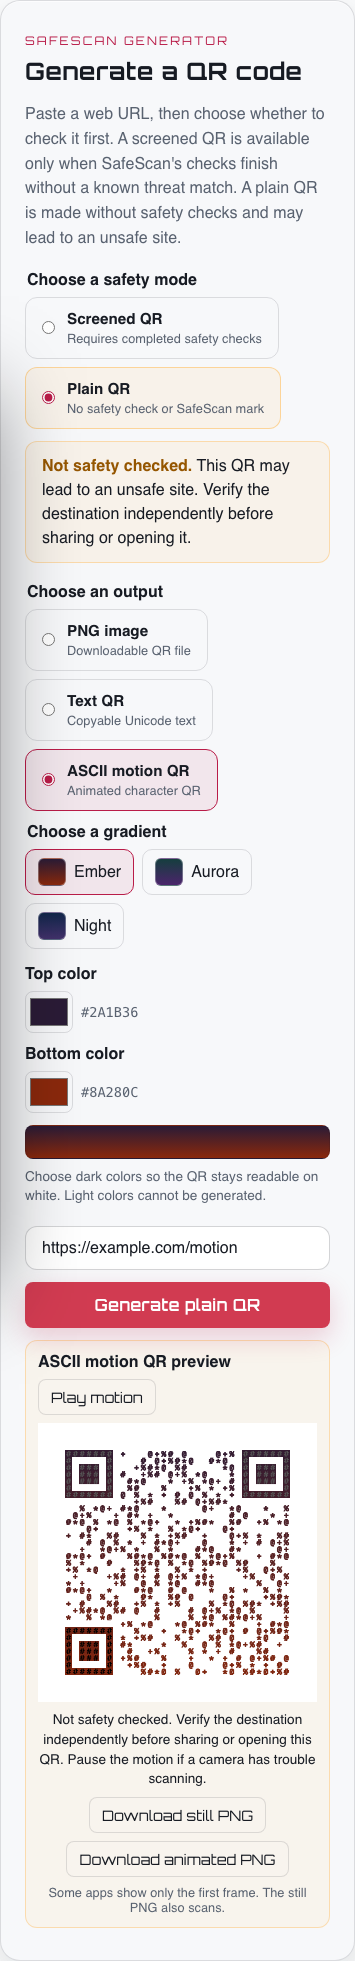 SAFESCAN GENERATOR
Generate a QR code
Paste a web URL, then choose whether to
check it first. A screened QR is available
only when SafeScan's checks finish
without a known threat match. A plain QR
is made without safety checks and may
lead to an unsafe site.
Choose a safety mode
Screened QR
Requires completed safety checks
Plain QR
No safety check or SafeScan mark
Not safety checked. This QR may
lead to an unsafe site. Verify the
destination independently before
sharing or opening it.
Choose an output
PNG image
Downloadable QR file
Text QR
Copyable Unicode text
ASCII motion QR
Animated character QR
Choose a gradient
Ember
Aurora
Night
Top color
#2A1B36
Bottom color
#8A280C
Choose dark colors so the QR stays readable on
white. Light colors cannot be generated.
https://example.com/motion
Generate plain QR
ASCII motion QR preview
Play motion
Not safety checked. Verify the destination
independently before sharing or opening this
QR. Pause the motion if a camera has trouble
scanning.
Download still PNG
Download animated PNG
Some apps show only the first frame. The still
PNG also scans.